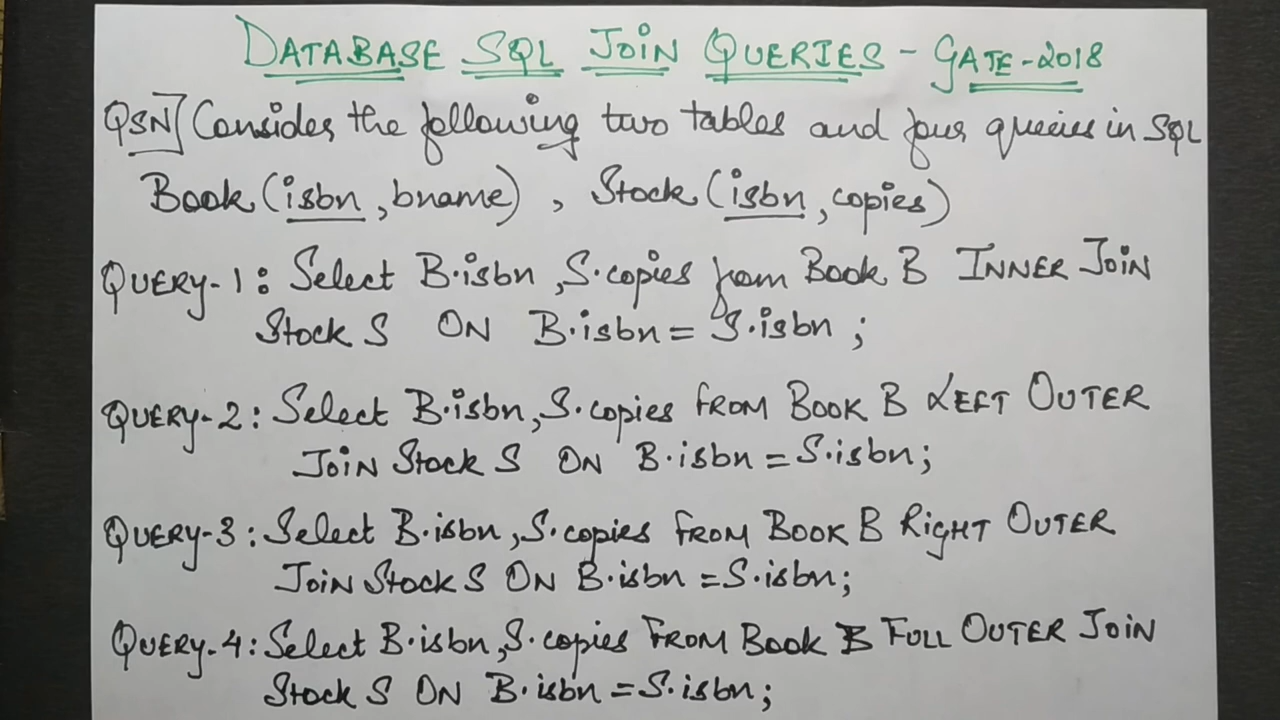 DATABASE SQL JOIN QUERIES - GATE-2018
QSN] Consider the following two tables and four queries in SQL
Book (isbn, bname), Stock (isbn, copies)
QUERY-1: Select B.isbn, S.copies from Book B INNER JOIN
Stock S ON B.isbn = S.isbn;
QUERY-2: Select B.isbn, S.copies FROM BOOK B LEFT OUTER
JOIN Stock S ON B.isbn = S.isbn;
QUERY-3: Select B.isbn, S.copies FROM BOOK B RIGHT OUTER
JOIN Stock S ON B.isbn = S.isbn;
QUERY-4: Select B.isbn, S.copies FROM Book B FULL OUTER JOIN
Stock S ON B.isbn = S.isbn;